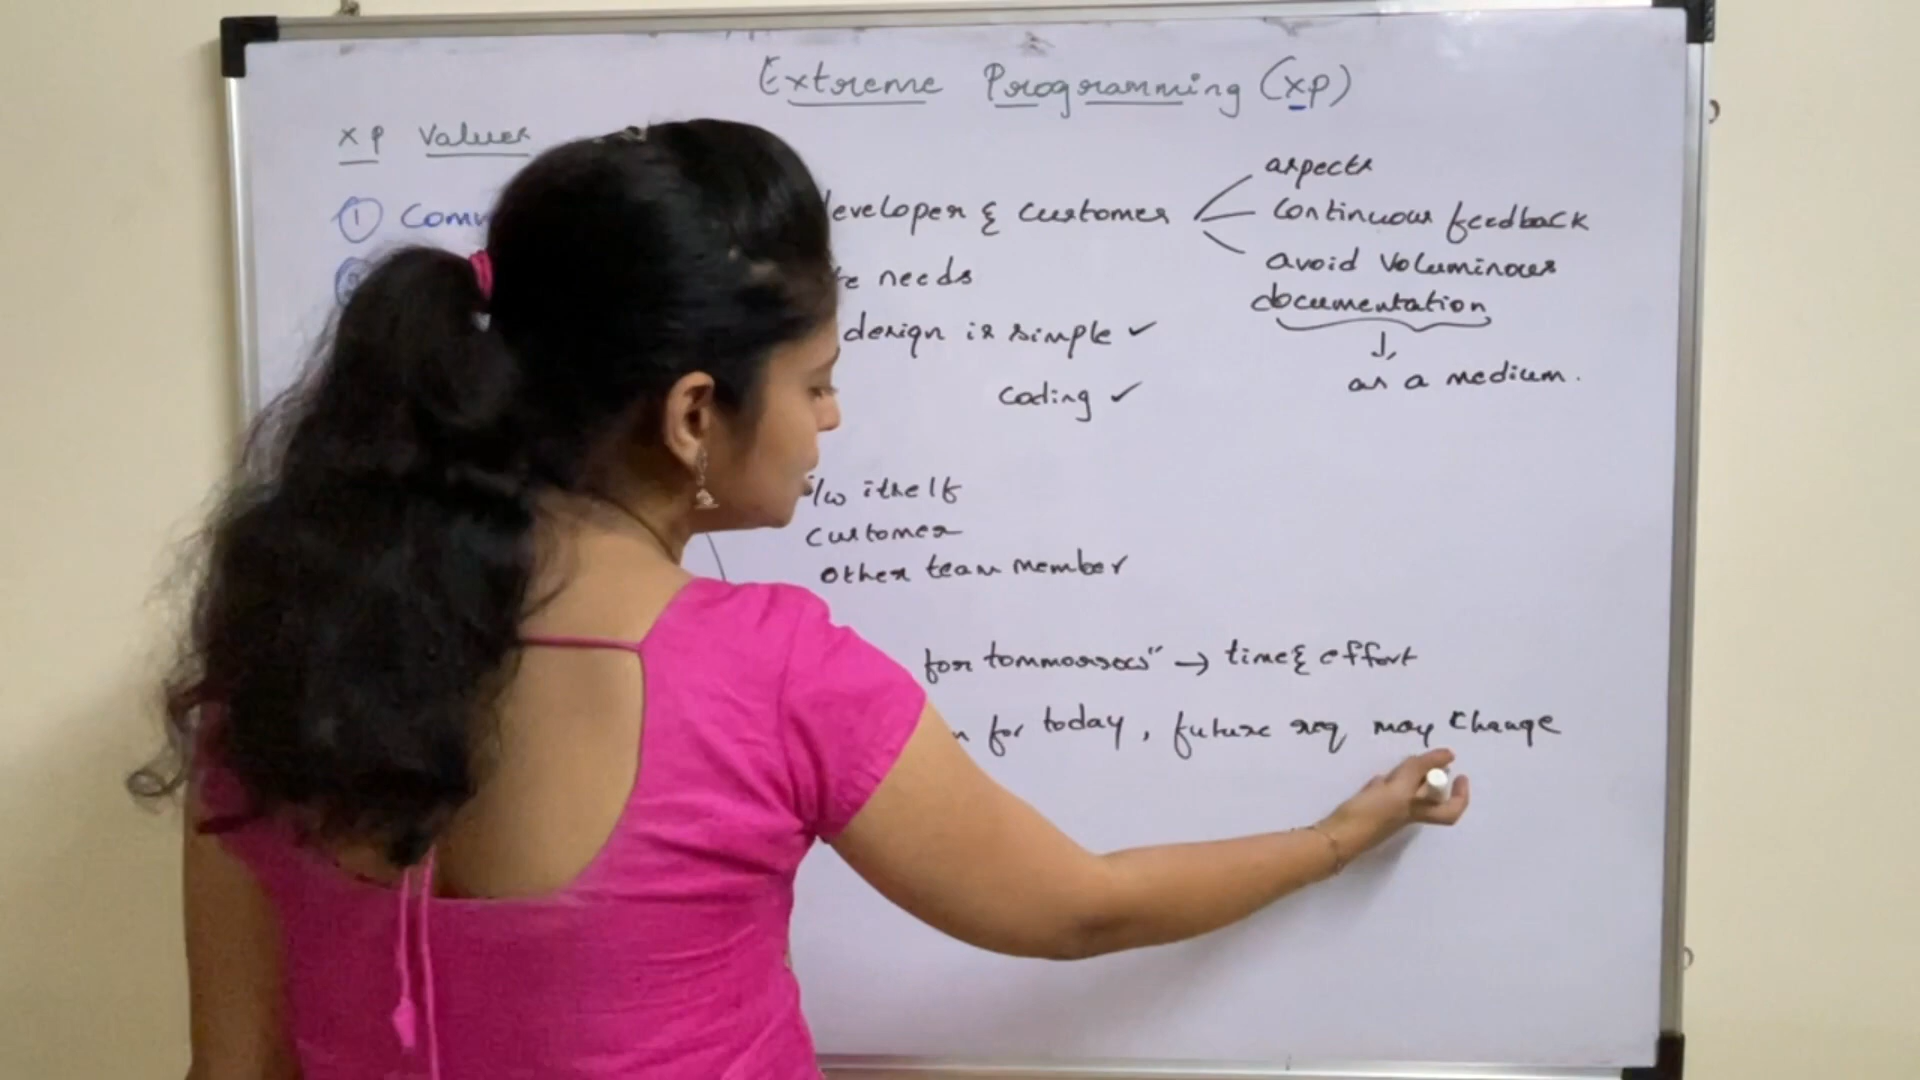 Extreme Programming (XP)
XP Values
① Comm
developer & customer
aspects
continuous feedback
avoid voluminous
documentation
as a medium.
needs
design is simple ✓
coding ✓
itself
customer
other team member
for tommorrow" → time & effort
for today, future req may change